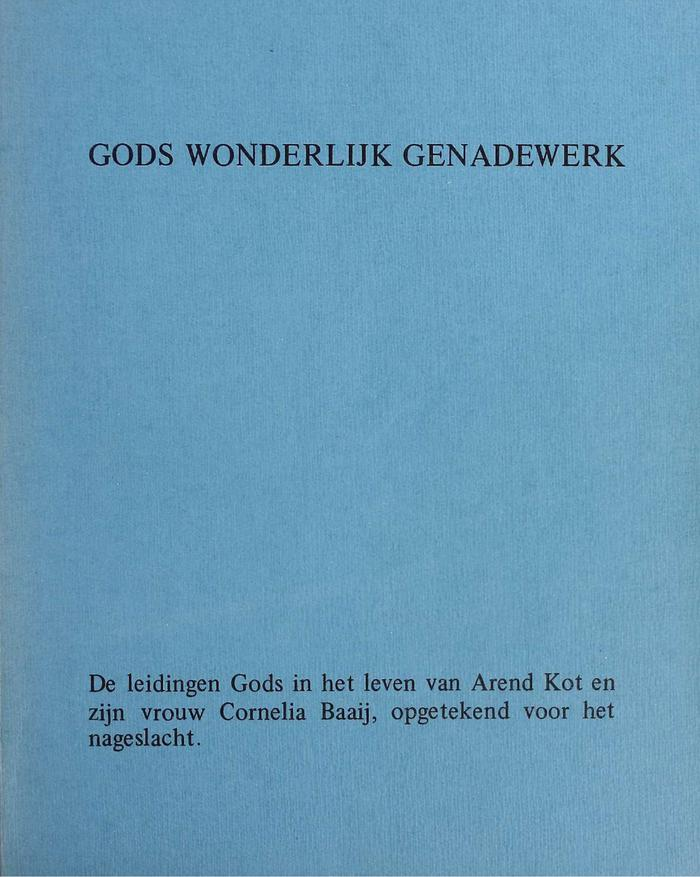 GODS WONDERLIJK GENADEWERK
De leidingen Gods in het leven van Arend Kot en
zijn vrouw Cornelia Baaij, opgetekend voor het
nageslacht.